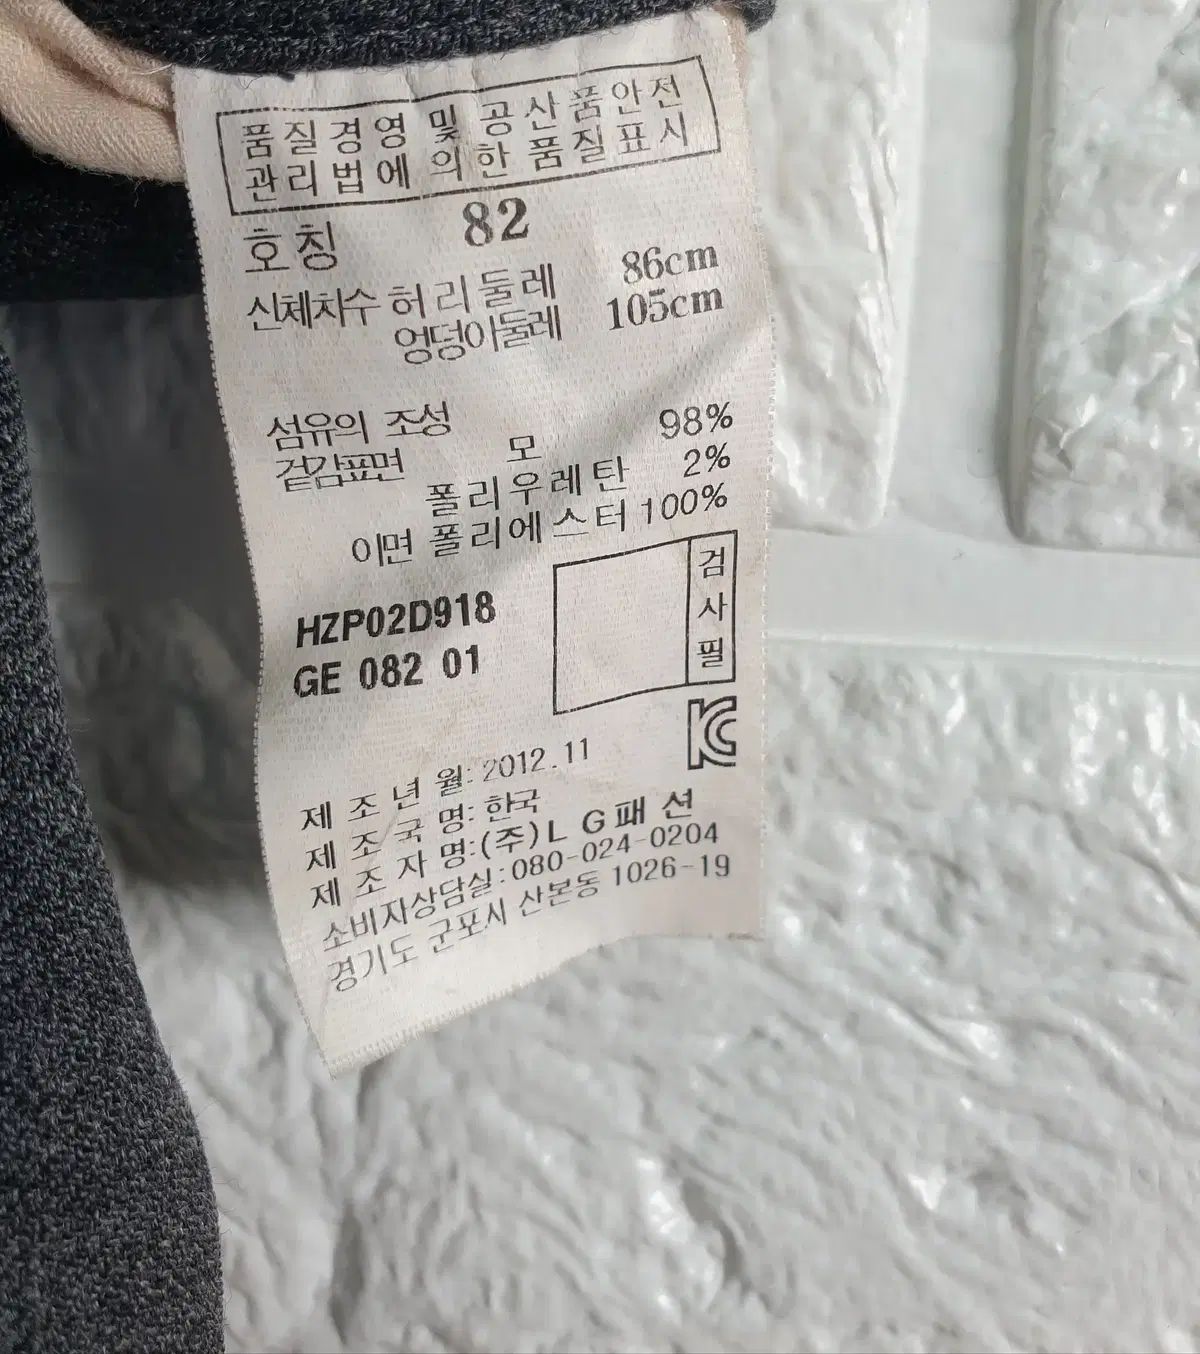 품질경영 및 공산품안전
관리법에 의한 품질표시
호칭 82
신체치수 허리둘레 86cm
엉덩이둘레 105cm
섬유의 조성
겉감표면 모 98%
폴리우레탄 2%
이면 폴리에스터 100%
검사필
HZP02D918
GE 082 01
KC
제 조 년 월: 2012.11
제 조 국 명: 한국
제 조 자 명:(주)L G패 션
소비자상담실:080-024-0204
경기도 군포시 산본동 1026-19